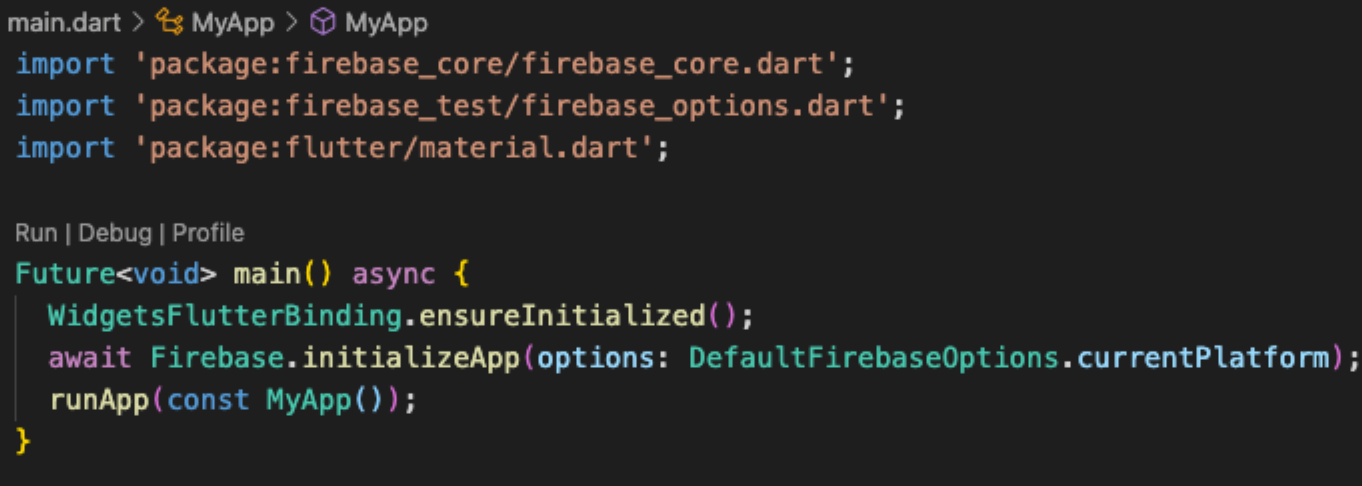 main.dart > MyApp > MyApp
import 'package:firebase_core/firebase_core.dart';
import 'package:firebase_test/firebase_options.dart';
import 'package:flutter/material.dart';
Run | Debug | Profile
Future<void> main() async {
  WidgetsFlutterBinding.ensureInitialized();
  await Firebase.initializeApp(options: DefaultFirebaseOptions.currentPlatform);
  runApp(const MyApp());
}